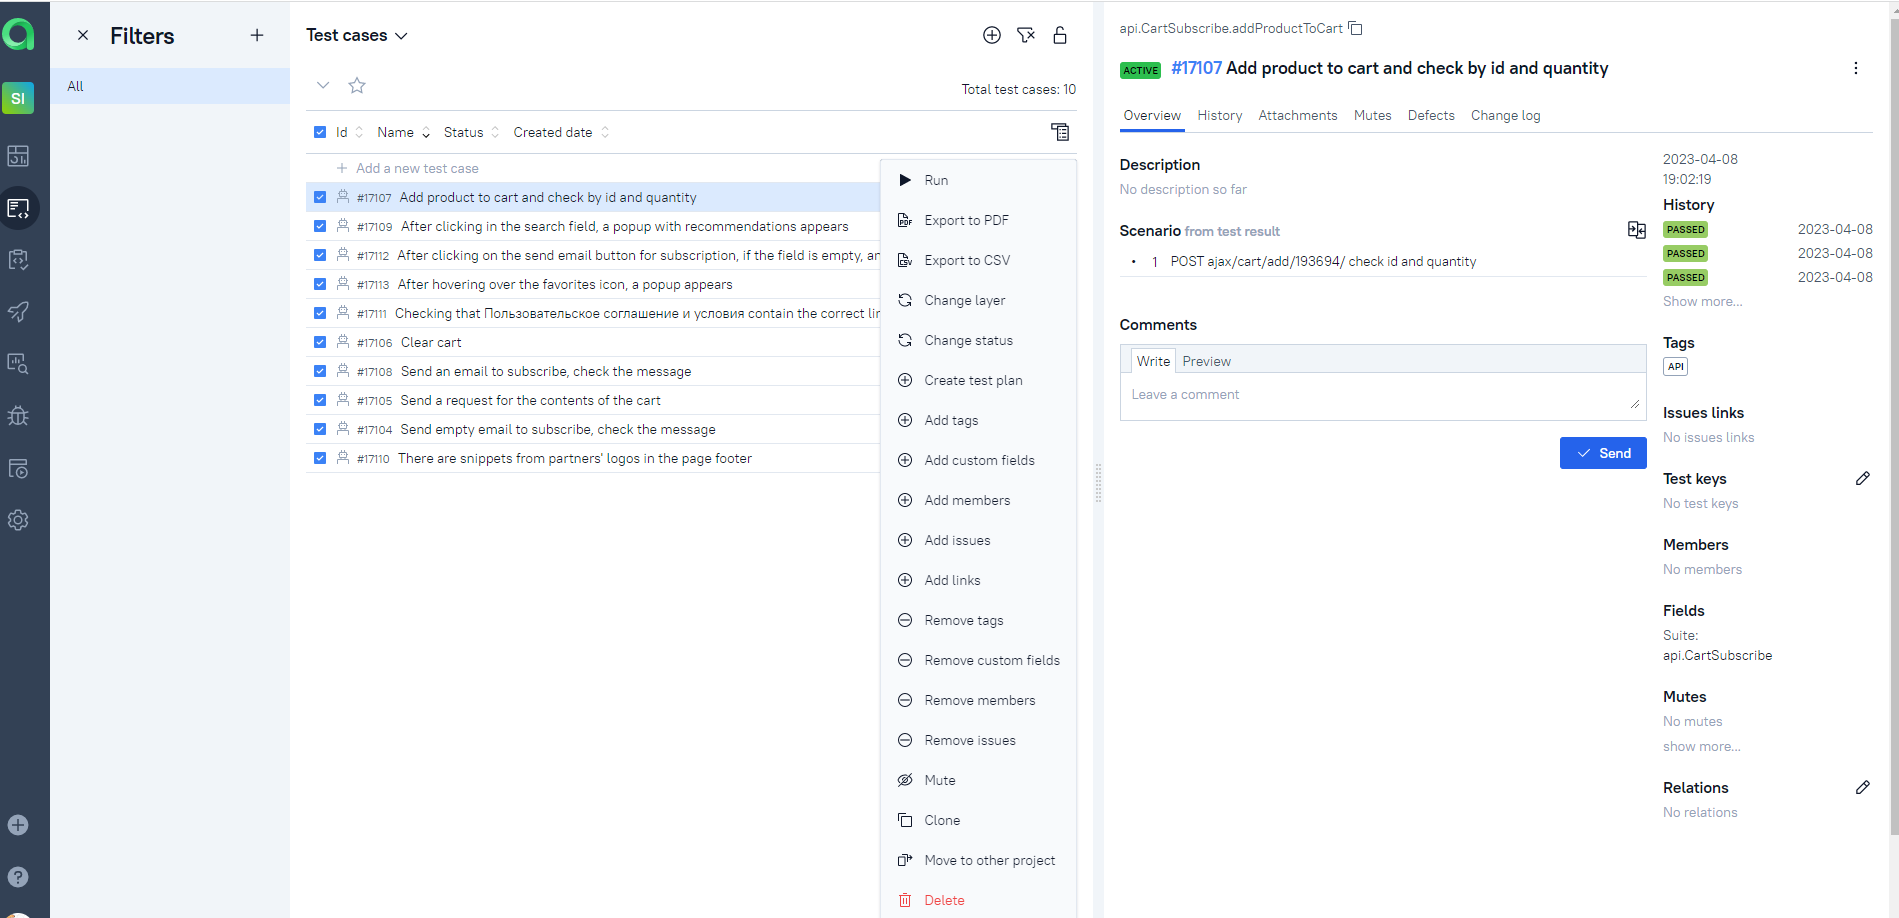 SI
Filters
All
Test cases
Total test cases: 10
Id Name Status Created date
Add a new test case
#17107 Add product to cart and check by id and quantity
#17109 After clicking in the search field, a popup with recommendations appears
#17112 After clicking on the send email button for subscription, if the field is empty, an
#17113 After hovering over the favorites icon, a popup appears
#17111 Checking that Пользовательское соглашение и условия contain the correct lin
#17106 Clear cart
#17108 Send an email to subscribe, check the message
#17105 Send a request for the contents of the cart
#17104 Send empty email to subscribe, check the message
#17110 There are snippets from partners' logos in the page footer
Run
PDF Export to PDF
CSV Export to CSV
Change layer
Change status
Create test plan
Add tags
Add custom fields
Add members
Add issues
Add links
Remove tags
Remove custom fields
Remove members
Remove issues
Mute
Clone
Move to other project
Delete
api.CartSubscribe.addProductToCart
ACTIVE #17107 Add product to cart and check by id and quantity
Overview History Attachments Mutes Defects Change log
Description
No description so far
Scenario from test result
• 1 POST ajax/cart/add/193694/ check id and quantity
Comments
Write Preview
Leave a comment
Send
2023-04-08
19:02:19
History
PASSED 2023-04-08
PASSED 2023-04-08
PASSED 2023-04-08
Show more...
Tags
API
Issues links
No issues links
Test keys
No test keys
Members
No members
Fields
Suite:
api.CartSubscribe
Mutes
No mutes
show more...
Relations
No relations